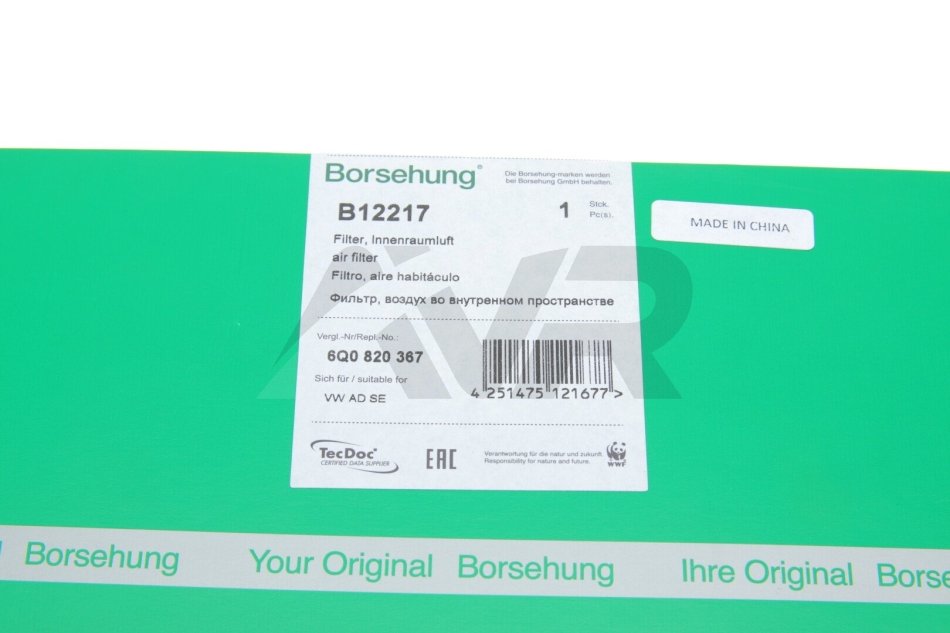 Borsehung®
Die Borsehung-marken werden
bei Borsehung GmbH behalten.
B12217
1
Stck.
Pc(s).
MADE IN CHINA
Filter, Innenraumluft
air filter
Filtro, aire habitáculo
Фильтр, воздух во внутренном пространстве
Vergl.-Nr/Repl.-No.:
6Q0 820 367
Sich für / suitable for
VW AD SE
4 251475 121677 >
TecDoc®
CERTIFIED DATA SUPPLIER
EAC
Verantwortung für die natur und zukunft.
Responsibility for nature and future.
WWF
AVR
Borsehung Your Original Borsehung Ihre Original Borse